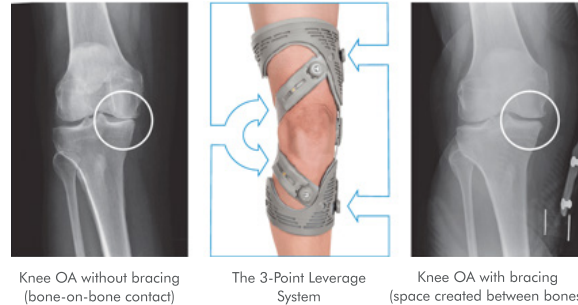 Knee OA without bracing
(bone-on-bone contact)
The 3-Point Leverage
System
Knee OA with bracing
(space created between bones